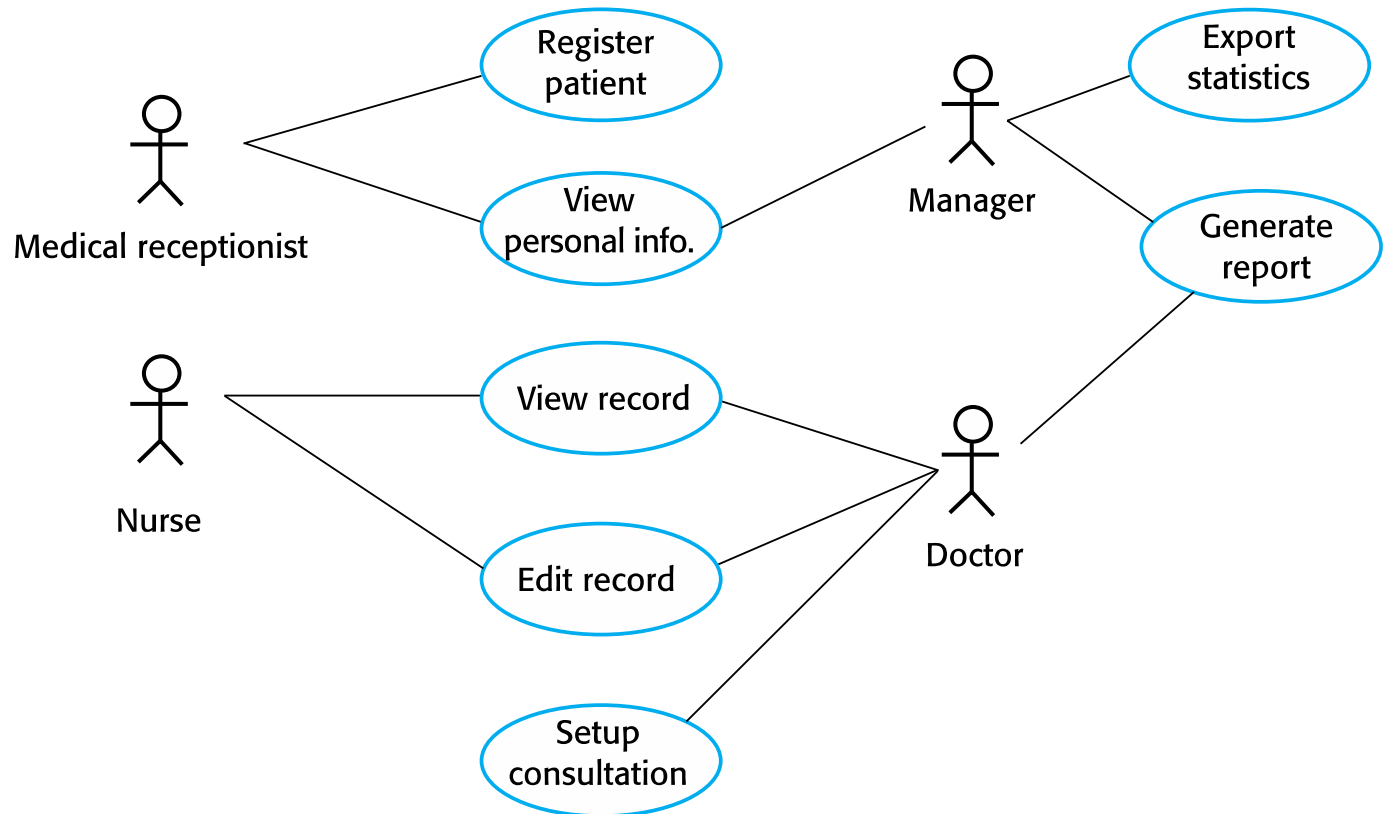 Register
patient
Export
statistics
Medical receptionist
View
personal info.
Manager
Generate
report
Nurse
View record
Edit record
Doctor
Setup
consultation